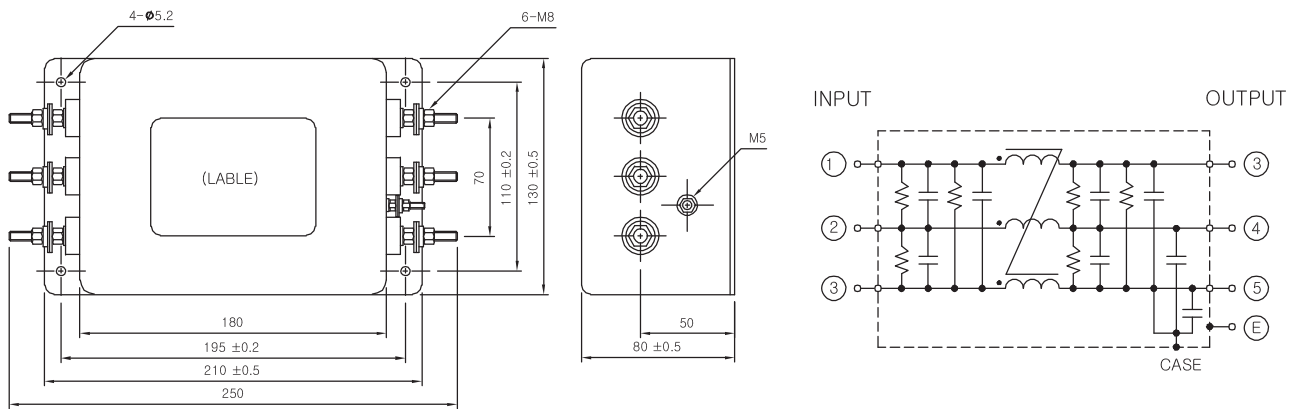 4-ø5.2
6-M8
(LABLE)
70
110 ±0.2
130 ±0.5
180
195 ±0.2
210 ±0.5
250
M5
50
80 ±0.5
INPUT
OUTPUT
1
3
2
4
3
5
E
CASE